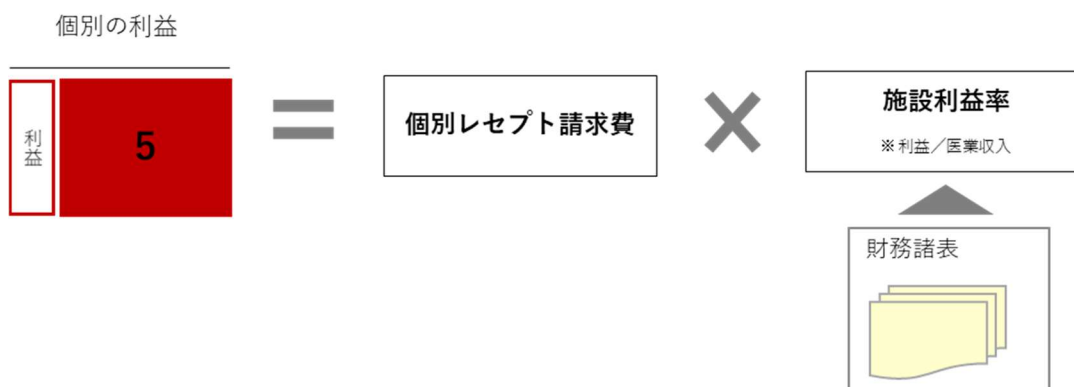 個別の利益
利益
5
個別レセプト請求費
施設利益率
※利益／医業収入
財務諸表